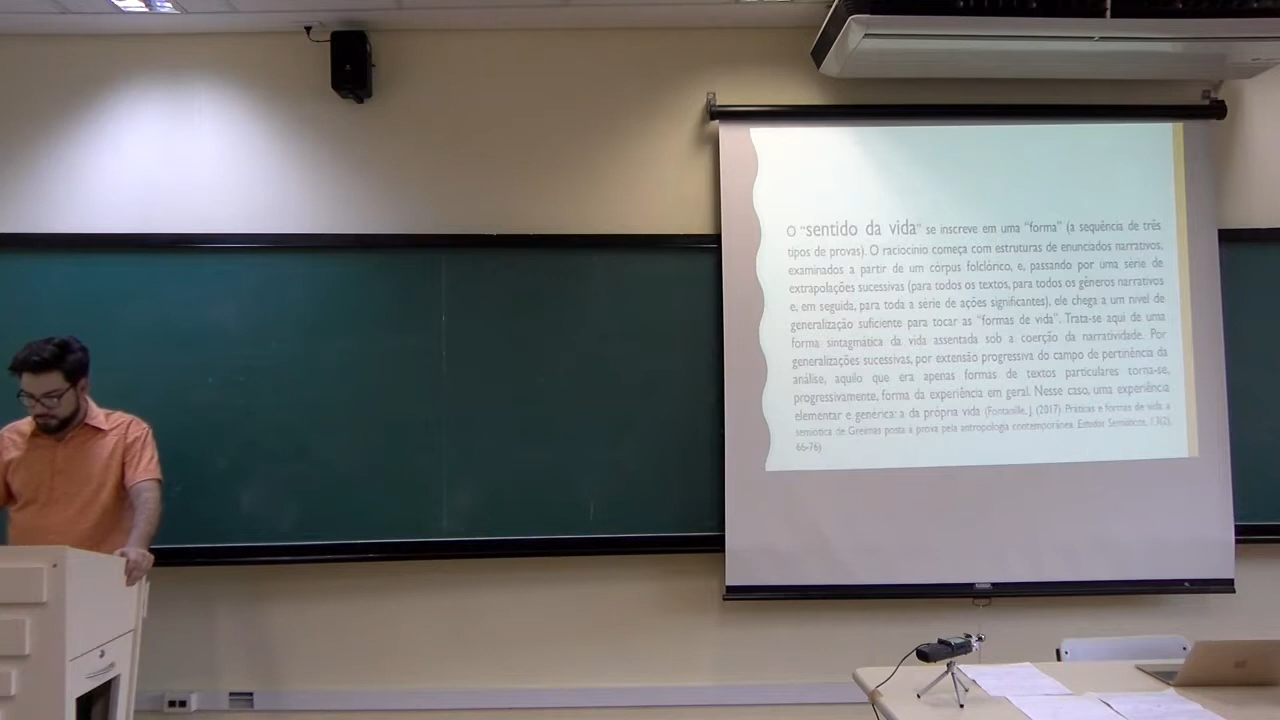 O "sentido da vida" se inscreve em uma "forma" (a sequência de três
tipos de provas). O raciocínio começa com estruturas de enunciados narrativos,
examinados a partir de um córpus folclórico, e, passando por uma série de
extrapolações sucessivas (para todos os textos, para todos os gêneros narrativos
e, em seguida, para toda a série de ações significantes), ele chega a um nível de
generalização suficiente para tocar as "formas de vida". Trata-se aqui de uma
forma sintagmática da vida assentada sob a coerção da narratividade. Por
generalizações sucessivas, por extensão progressiva do campo de pertinência da
análise, aquilo que era apenas formas de textos particulares torna-se,
progressivamente, forma da experiência em geral. Nesse caso, uma experiência
elementar e genérica: a da própria vida (Fontanille, J. (2017). Práticas e formas de vida: a
semiótica de Greimas posta à prova pela antropologia contemporânea. Estudos Semióticos, 13(2),
66-76)